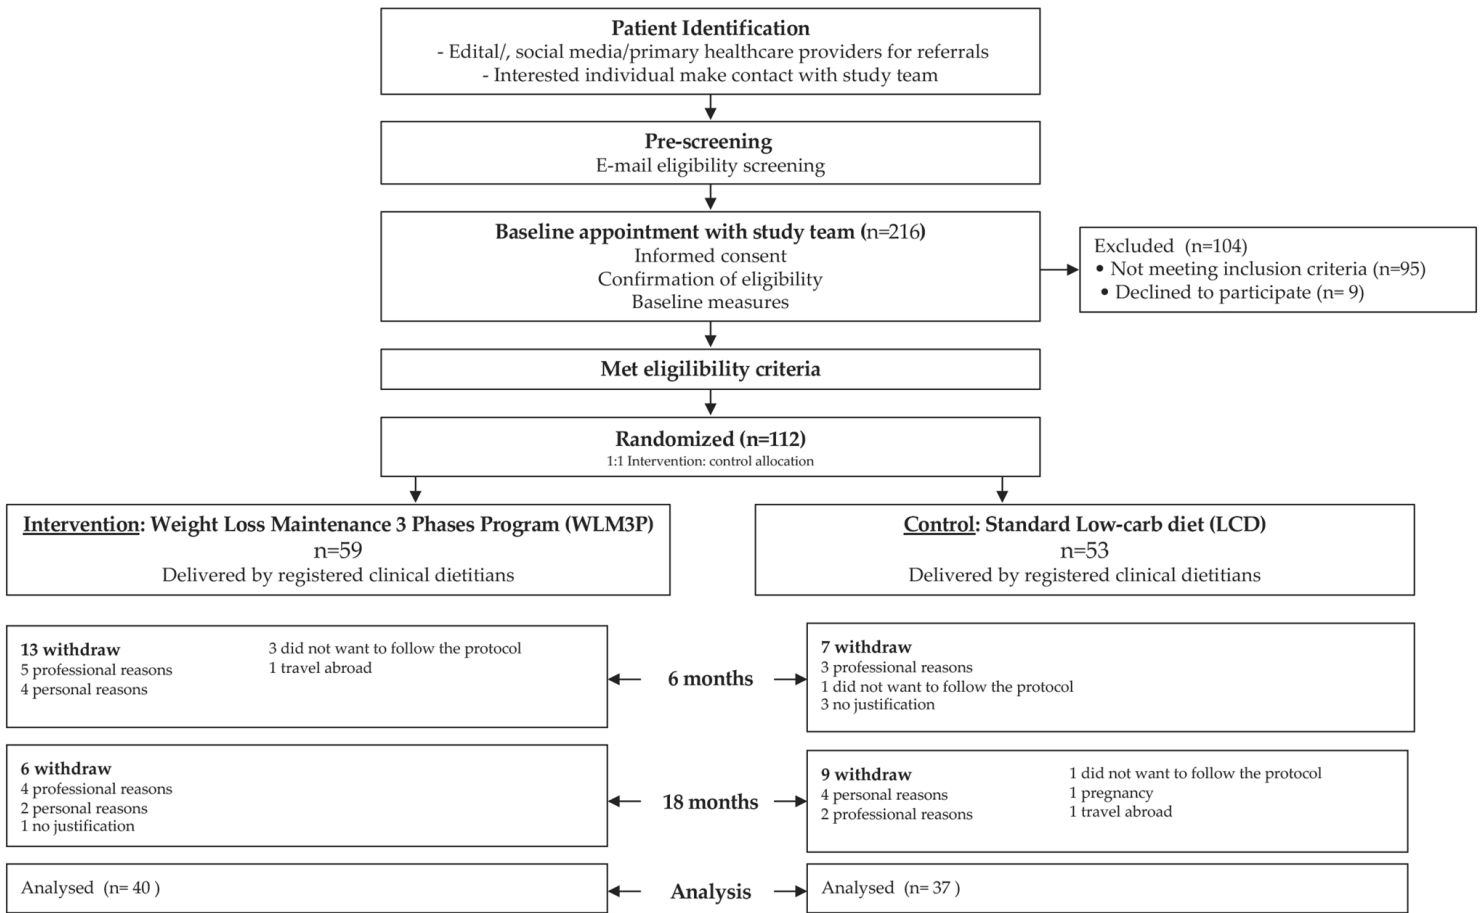 Patient Identification
- Edital/, social media/primary healthcare providers for referrals
- Interested individual make contact with study team
Pre-screening
E-mail eligibility screening
Baseline appointment with study team (n=216)
Informed consent
Confirmation of eligibility
Baseline measures
Excluded (n=104)
• Not meeting inclusion criteria (n=95)
• Declined to participate (n= 9)
Met eligilibility criteria
Randomized (n=112)
1:1 Intervention: control allocation
Intervention: Weight Loss Maintenance 3 Phases Program (WLM3P)
n=59
Delivered by registered clinical dietitians
Control: Standard Low-carb diet (LCD)
n=53
Delivered by registered clinical dietitians
13 withdraw
5 professional reasons
4 personal reasons
3 did not want to follow the protocol
1 travel abroad
6 months
7 withdraw
3 professional reasons
1 did not want to follow the protocol
3 no justification
6 withdraw
4 professional reasons
2 personal reasons
1 no justification
18 months
9 withdraw
4 personal reasons
2 professional reasons
1 did not want to follow the protocol
1 pregnancy
1 travel abroad
Analysed (n= 40 )
Analysis
Analysed (n= 37 )